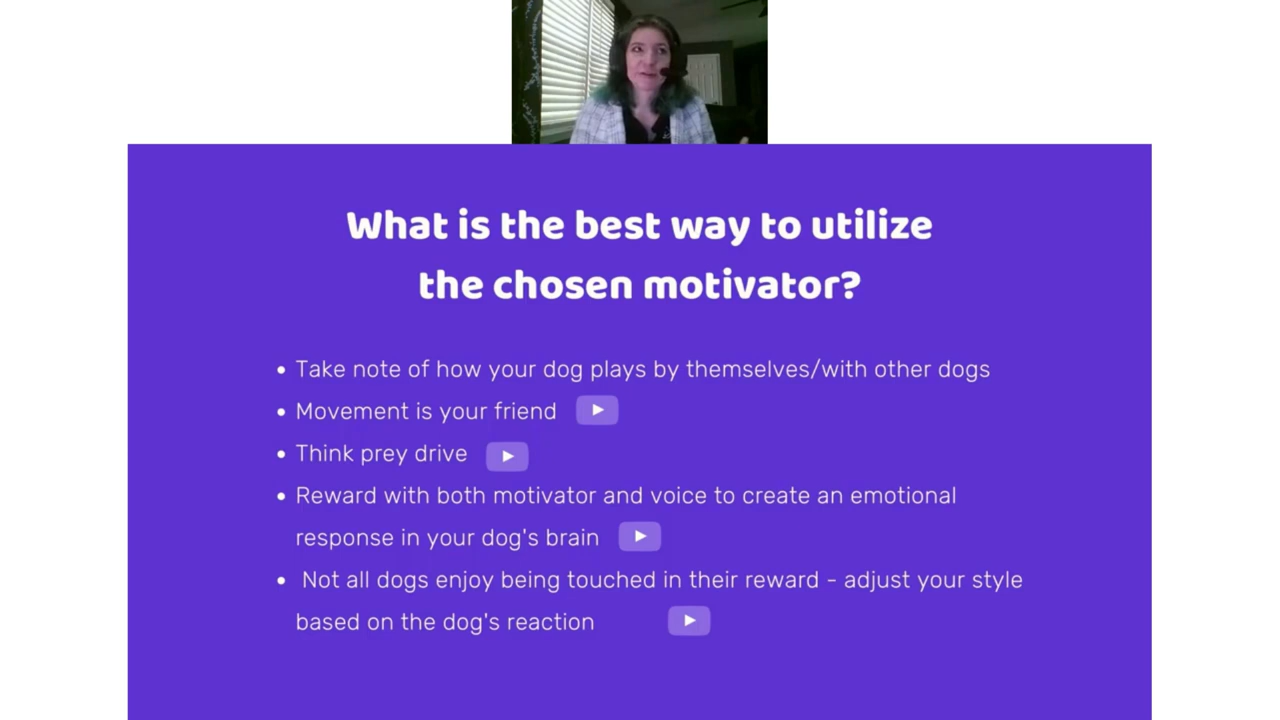 What is the best way to utilize
the chosen motivator?
• Take note of how your dog plays by themselves/with other dogs
• Movement is your friend
• Think prey drive
• Reward with both motivator and voice to create an emotional
response in your dog's brain
• Not all dogs enjoy being touched in their reward - adjust your style
based on the dog's reaction